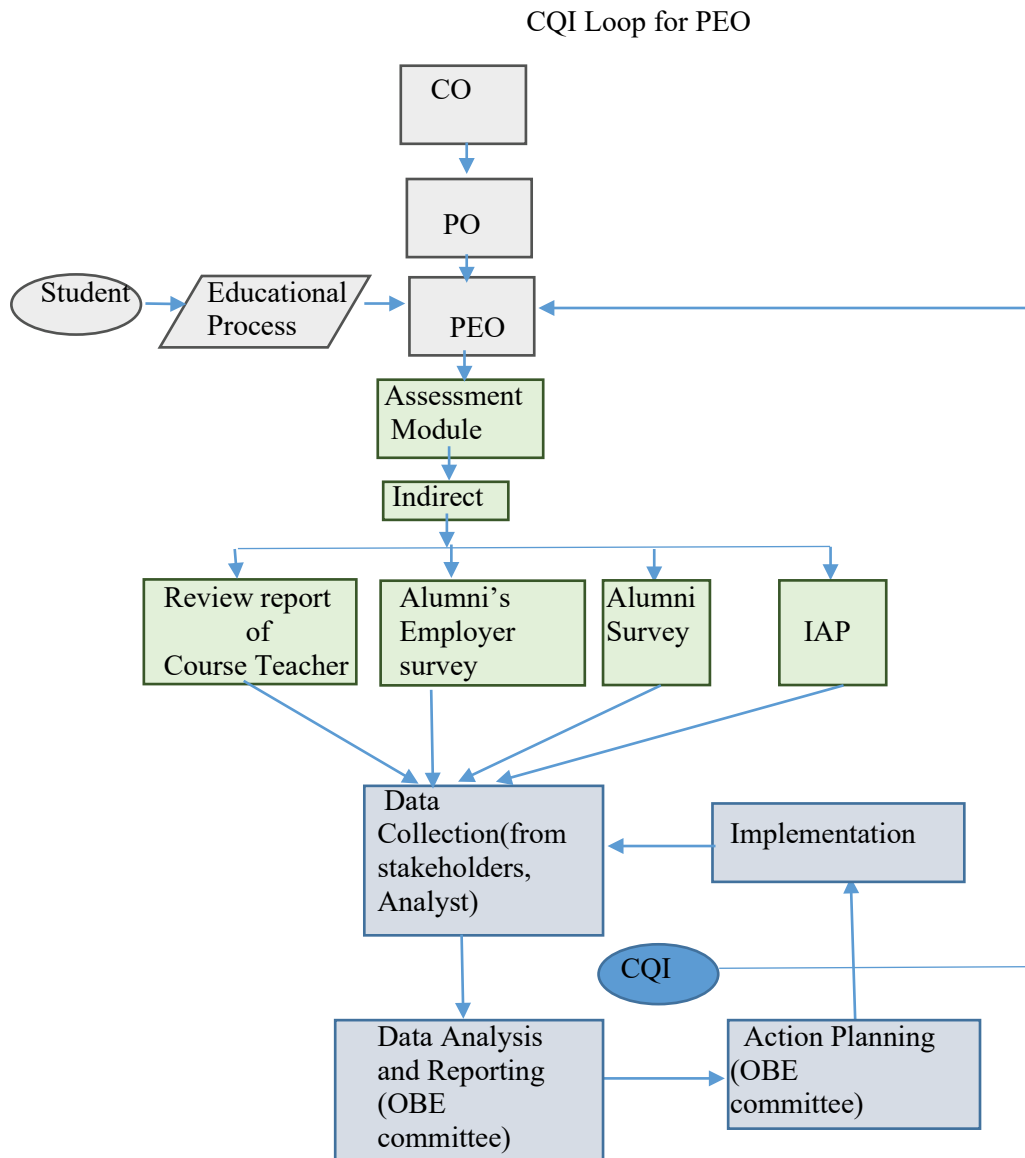 CQI Loop for PEO
CO
PO
Student
Educational
Process
PEO
Assessment
Module
Indirect
Review report
of
Course Teacher
Alumni’s
Employer
survey
Alumni
Survey
IAP
Data
Collection(from
stakeholders,
Analyst)
Implementation
CQI
Data Analysis
and Reporting
(OBE
committee)
Action Planning
(OBE
committee)